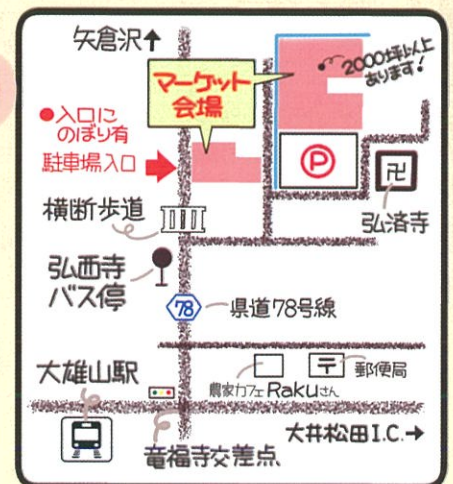 矢倉沢↑
2000坪以上
あります!
マーケット
会場
●入口に
のぼり有
駐車場入口
P
卍
弘済寺
横断歩道
弘西寺
バス停
78
県道78号線
大雄山駅
〒
郵便局
農家カフェRakuさん
大井松田I.C.→
竜福寺交差点